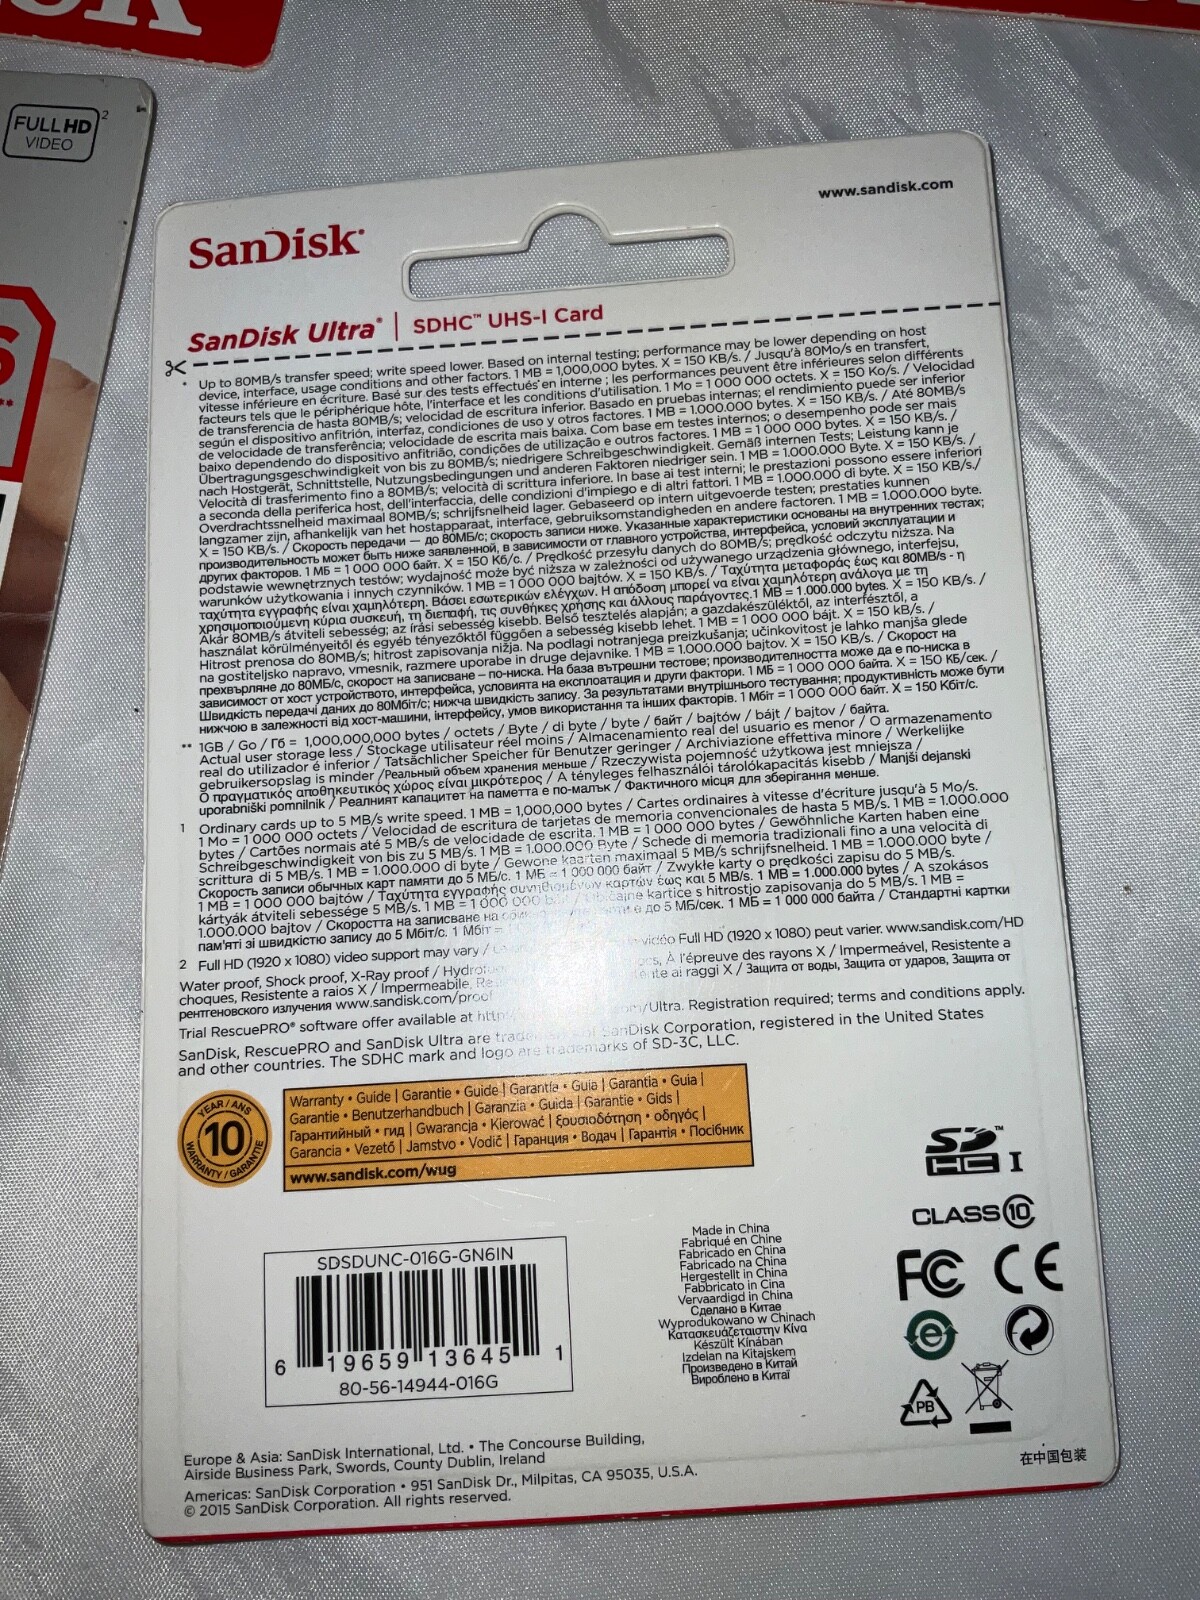 FULL HD 2
VIDEO
www.sandisk.com
SanDisk®
SanDisk Ultra® | SDHC™ UHS-I Card
* Up to 80MB/s transfer speed; write speed lower. Based on internal testing; performance may be lower depending on host
device, interface, usage conditions and other factors. 1 MB = 1,000,000 bytes. X = 150 KB/s. / Jusqu'à 80Mo/s en transfert,
vitesse inférieure en écriture. Basé sur des tests effectués en interne ; les performances peuvent être inférieures selon différents
facteurs tels que le périphérique hôte, l'interface et les conditions d'utilisation. 1 Mo = 1 000 000 octets. X = 150 Ko/s. / Velocidad
de transferencia de hasta 80MB/s; velocidad de escritura inferior. Basado en pruebas internas; el rendimiento puede ser inferior
según el dispositivo anfitrión, interfaz, condiciones de uso y otros factores. 1 MB = 1.000.000 bytes. X = 150 KB/s. / Até 80MB/s
de velocidade de transferência; velocidade de escrita mais baixa. Com base em testes internos; o desempenho pode ser mais
baixo dependendo do dispositivo anfitrião, condições de utilização e outros factores. 1 MB = 1 000 000 bytes. X = 150 KB/s. /
Übertragungsgeschwindigkeit von bis zu 80MB/s; niedrigere Schreibgeschwindigkeit. Gemäß internen Tests; Leistung kann je
nach Hostgerät, Schnittstelle, Nutzungsbedingungen und anderen Faktoren niedriger sein. 1 MB = 1.000.000 Byte. X = 150 KB/s. /
Velocità di trasferimento fino a 80MB/s; velocità di scrittura inferiore. In base ai test interni; le prestazioni possono essere inferiori
a seconda della periferica host, dell'interfaccia, delle condizioni d'impiego e di altri fattori. 1 MB = 1.000.000 di byte. X = 150 KB/s./
Overdrachtssnelheid maximaal 80MB/s; schrijfsnelheid lager. Gebaseerd op intern uitgevoerde testen; prestaties kunnen
langzamer zijn, afhankelijk van het hostapparaat, interface, gebruiksomstandigheden en andere factoren. 1 MB = 1.000.000 byte.
X = 150 KB/s. / Скорость передачи — до 80МБ/с; скорость записи ниже. Указанные характеристики основаны на внутренних тестах;
производительность может быть ниже заявленной, в зависимости от главного устройства, интерфейса, условий эксплуатации и
других факторов. 1 МБ = 1 000 000 байт. X = 150 Кб/с. / Prędkość przesyłu danych do 80MB/s; prędkość odczytu niższa. Na
podstawie wewnętrznych testów; wydajność może być niższa w zależności od używanego urządzenia głównego, interfejsu,
warunków użytkowania i innych czynników. 1 MB = 1 000 000 bajtów. X = 150 KB/s. / Ταχύτητα μεταφοράς έως και 80MB/s - η
ταχύτητα εγγραφής είναι χαμηλότερη. Βάσει εσωτερικών ελέγχων. Η απόδοση μπορεί να είναι χαμηλότερη ανάλογα με τη
χρησιμοποιούμενη κύρια συσκευή, τη διεπαφή, τις συνθήκες χρήσης και άλλους παράγοντες. 1 MB = 1.000.000 bytes. X = 150 KB/s. /
Akár 80MB/s átviteli sebesség; az írási sebesség kisebb. Belső tesztelés alapján; a gazdakészüléktől, az interfésztől, a
használat körülményeitől és egyéb tényezőktől függően a sebesség kisebb lehet. 1 MB = 1 000 000 bájt. X = 150 kB/s. /
Hitrost prenosa do 80MB/s; hitrost zapisovanja nižja. Na podlagi notranjega preizkušanja; učinkovitost je lahko manjša glede
na gostiteljsko napravo, vmesnik, razmere uporabe in druge dejavnike. 1 MB = 1.000.000 bajtov. X = 150 KB/s. / Скорост на
прехвърляне до 80МБ/с, скорост на записване – по-ниска. На база вътрешни тестове; производителността може да е по-ниска в
зависимост от хост устройството, интерфейса, условията на експлоатация и други фактори. 1 МБ = 1 000 000 байта. X = 150 КБ/сек. /
Швидкість передачі даних до 80Мбіт/с; нижча швидкість запису. За результатами внутрішнього тестування; продуктивність може бути
нижчою в залежності від хост-машини, інтерфейсу, умов використання та інших факторів. 1 Мбіт = 1 000 000 байт. X = 150 Кбіт/с.
** 1GB / Go / Гб = 1,000,000,000 bytes / octets / Byte / di byte / byte / байт / bajtów / bájt / bajtov / байта.
Actual user storage less / Stockage utilisateur réel moins / Almacenamiento real del usuario es menor / O armazenamento
real do utilizador é inferior / Tatsächlicher Speicher für Benutzer geringer / Archiviazione effettiva minore / Werkelijke
gebruikersopslag is minder / Реальный объем хранения меньше / Rzeczywista pojemność użytkowa jest mniejsza /
Ο πραγματικός αποθηκευτικός χώρος είναι μικρότερος / A tényleges felhasználói tárolókapacitás kisebb / Manjši dejanski
uporabniški pomnilnik / Реалният капацитет на паметта е по-малък / Фактичного місця для зберігання менше.
1 Ordinary cards up to 5 MB/s write speed. 1 MB = 1,000,000 bytes / Cartes ordinaires à vitesse d'écriture jusqu'à 5 Mo/s.
1 Mo = 1 000 000 octets / Velocidad de escritura de tarjetas de memoria convencionales de hasta 5 MB/s. 1 MB = 1.000.000
bytes / Cartões normais até 5 MB/s de velocidade de escrita. 1 MB = 1 000 000 bytes / Gewöhnliche Karten haben eine
Schreibgeschwindigkeit von bis zu 5 MB/s. 1 MB = 1.000.000 Byte / Schede di memoria tradizionali fino a una velocità di
scrittura di 5 MB/s. 1 MB = 1.000.000 di byte / Gewone kaarten maximaal 5 MB/s schrijfsnelheid. 1 MB = 1.000.000 byte /
Скорость записи обычных карт памяти до 5 МБ/с. 1 МБ = 1 000 000 байт / Zwykłe karty o prędkości zapisu do 5 MB/s.
1 MB = 1 000 000 bajtów / Ταχύτητα εγγραφής συνηθισμένων καρτών έως και 5 MB/s. 1 MB = 1.000.000 bytes / A szokásos
kártyák átviteli sebessége 5 MB/s. 1 MB = 1 000 000 / Običajne kartice s hitrostjo zapisovanja do 5 MB/s. 1 MB =
1.000.000 bajtov / Скоростта на записване на до 5 МБ/сек. 1 МБ = 1 000 000 байта / Стандартні картки
пам'яті зі швидкістю запису до 5 Мбіт/с. 1 Мбіт =
2 Full HD (1920 x 1080) video support may vary / vidéo Full HD (1920 x 1080) peut varier. www.sandisk.com/HD
Water proof, Shock proof, X-Ray proof / À l'épreuve des rayons X / Impermeável, Resistente a
choques, Resistente a raios X / Impermeabile, ai raggi X / Защита от воды, Защита от ударов, Защита от
рентгеновского излучения www.sandisk.com/proof
Trial RescuePRO® software offer available at /Ultra. Registration required; terms and conditions apply.
SanDisk, RescuePRO and SanDisk Ultra are trademarks of SanDisk Corporation, registered in the United States
and other countries. The SDHC mark and logo are trademarks of SD-3C, LLC.
YEAR / ANS
10
WARRANTY / GARANTIE
Warranty • Guide | Garantie • Guide | Garantía • Guia | Garantia • Guia |
Garantie • Benutzerhandbuch | Garanzia • Guida | Garantie • Gids |
Гарантийный • гид | Gwarancja • Kierować | ξουσιοδότηση • οδηγός |
Garancia • Vezető | Jamstvo • Vodič | Гаранция • Водач | Гарантія • Посібник
www.sandisk.com/wug
SD™
HC I
CLASS 10
SDSDUNC-016G-GN6IN
6 19659 13645 1
80-56-14944-016G
Made in China
Fabriqué en Chine
Fabricado en China
Fabricado na China
Hergestellt in China
Fabbricato in Cina
Vervaardigd in China
Сделано в Китае
Wyprodukowano w Chinach
Κατασκευάζεταιστην Κίνα
Készült Kínában
Izdelan na Kitajskem
Произведено в Китай
Вироблено в Китаї
FC CE
e
PB
Europe & Asia: SanDisk International, Ltd. • The Concourse Building,
Airside Business Park, Swords, County Dublin, Ireland
Americas: SanDisk Corporation • 951 SanDisk Dr., Milpitas, CA 95035, U.S.A.
© 2015 SanDisk Corporation. All rights reserved.
在中国包装